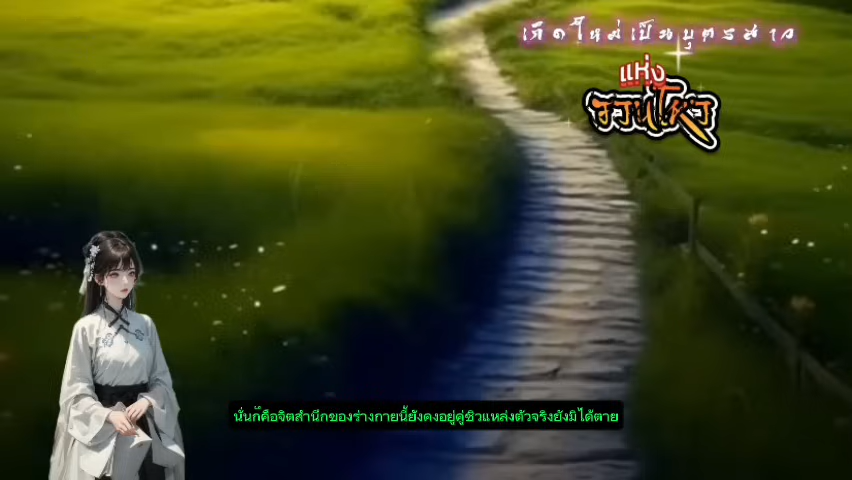 เกิดใหม่เป็นบุตรสาว
แห่ง
จวนโหว
นั่นก็คือจิตสำนึกของร่างกายนี้ยังคงอยู่คู่ซิวแหล่งตัวจริงยังมิได้ตาย